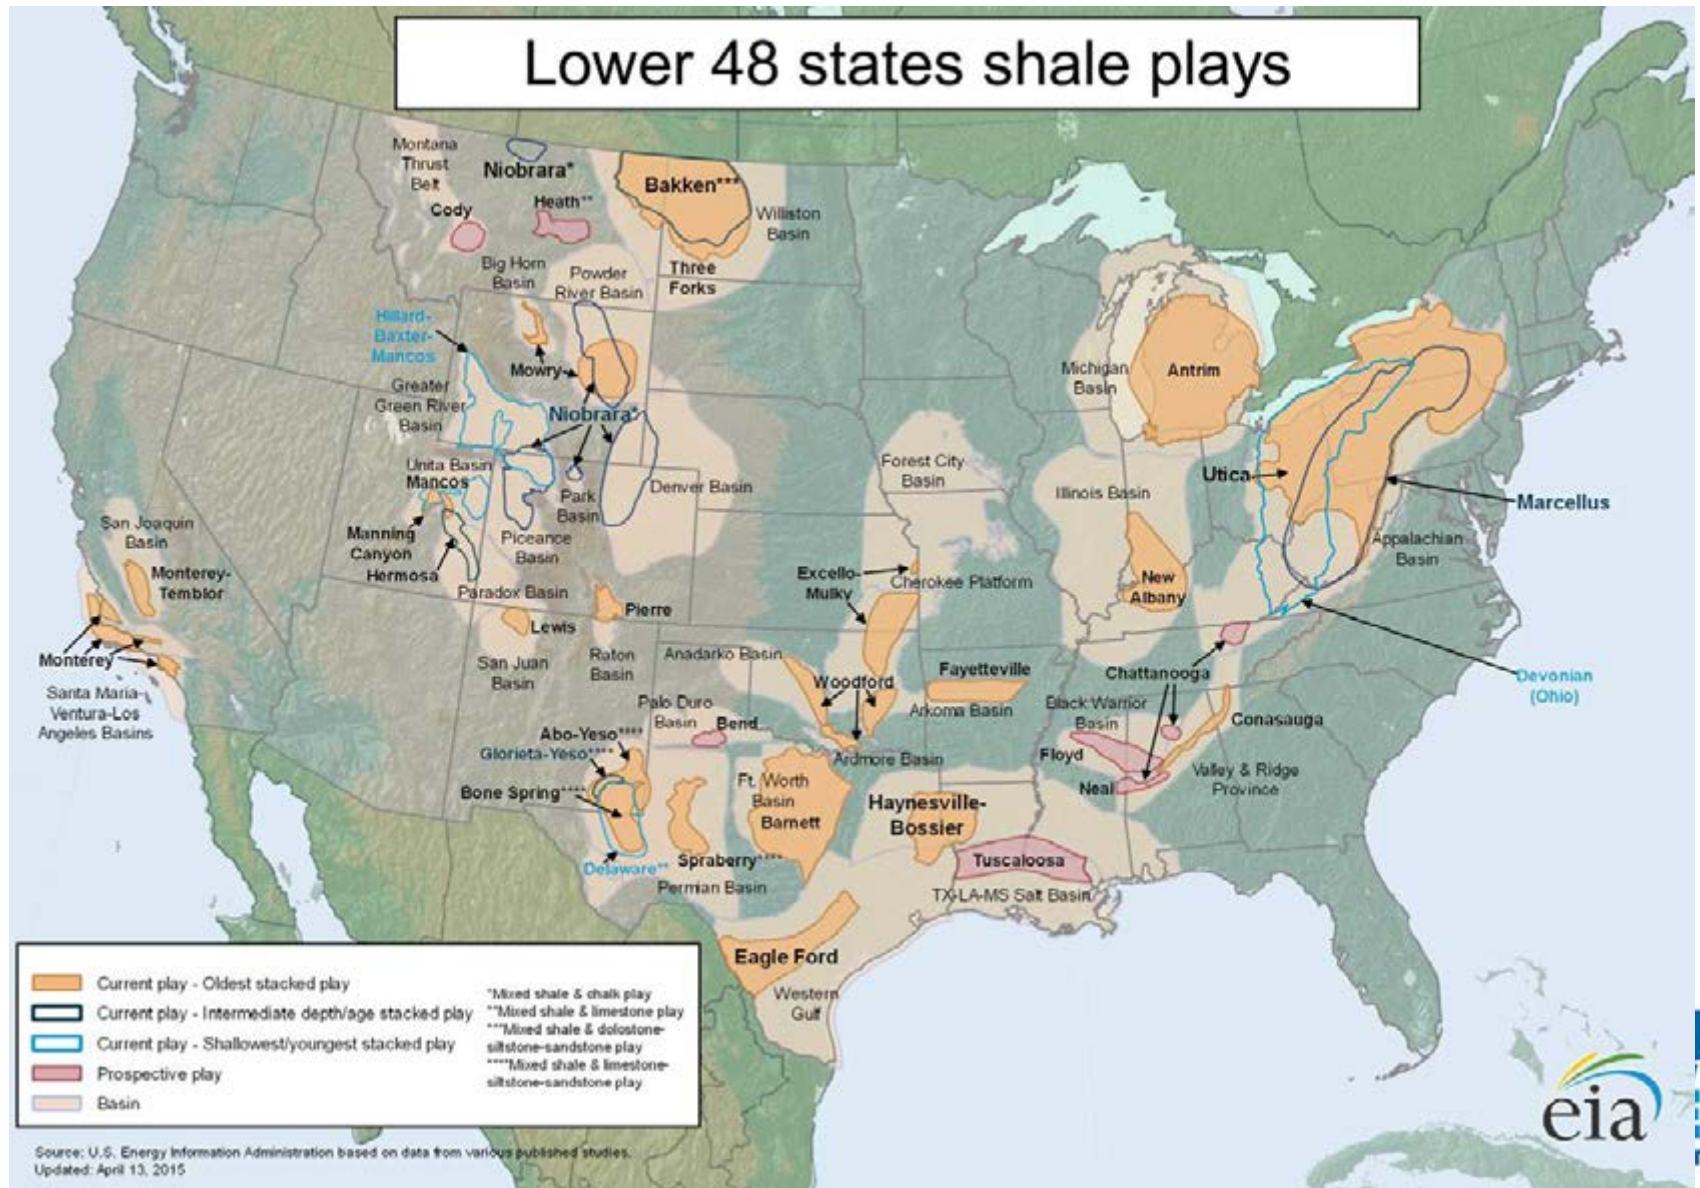 Lower 48 states shale plays
Montana
Thrust
Belt
Niobrara*
Bakken***
Cody
Heath**
Williston
Basin
Big Horn
Basin
Powder
River Basin
Three
Forks
Hillard-
Baxter-
Mancos
Mowry
Michigan
Basin
Antrim
Greater
Green River
Basin
Niobrara*
Forest City
Basin
Unita Basin
Mancos
Park
Basin
Denver Basin
Illinois Basin
Utica
Marcellus
San Joaquin
Basin
Manning
Canyon
Piceance
Basin
Appalachian
Basin
Hermosa
Monterey-
Temblor
Excello-
Mulky
Cherokee Platform
New
Albany
Paradox Basin
Pierre
Lewis
Monterey
San Juan
Basin
Raton
Basin
Anadarko Basin
Woodford
Fayetteville
Chattanooga
Devonian
(Ohio)
Santa Maria-
Ventura-Los
Angeles Basins
Palo Duro
Basin
Bend
Arkoma Basin
Black Warrior
Basin
Conasauga
Abo-Yeso****
Glorieta-Yeso****
Ardmore Basin
Floyd
Valley & Ridge
Province
Bone Spring****
Ft. Worth
Basin
Barnett
Haynesville-
Bossier
Neal
Delaware**
Spraberry****
Tuscaloosa
Permian Basin
TX-LA-MS Salt Basin
Eagle Ford
Western
Gulf
Current play - Oldest stacked play
Current play - Intermediate depth/age stacked play
Current play - Shallowest/youngest stacked play
Prospective play
Basin
*Mixed shale & chalk play
**Mixed shale & limestone play
***Mixed shale & dolostone-
siltstone-sandstone play
****Mixed shale & limestone-
siltstone-sandstone play
eia
Source: U.S. Energy Information Administration based on data from various published studies.
Updated: April 13, 2015